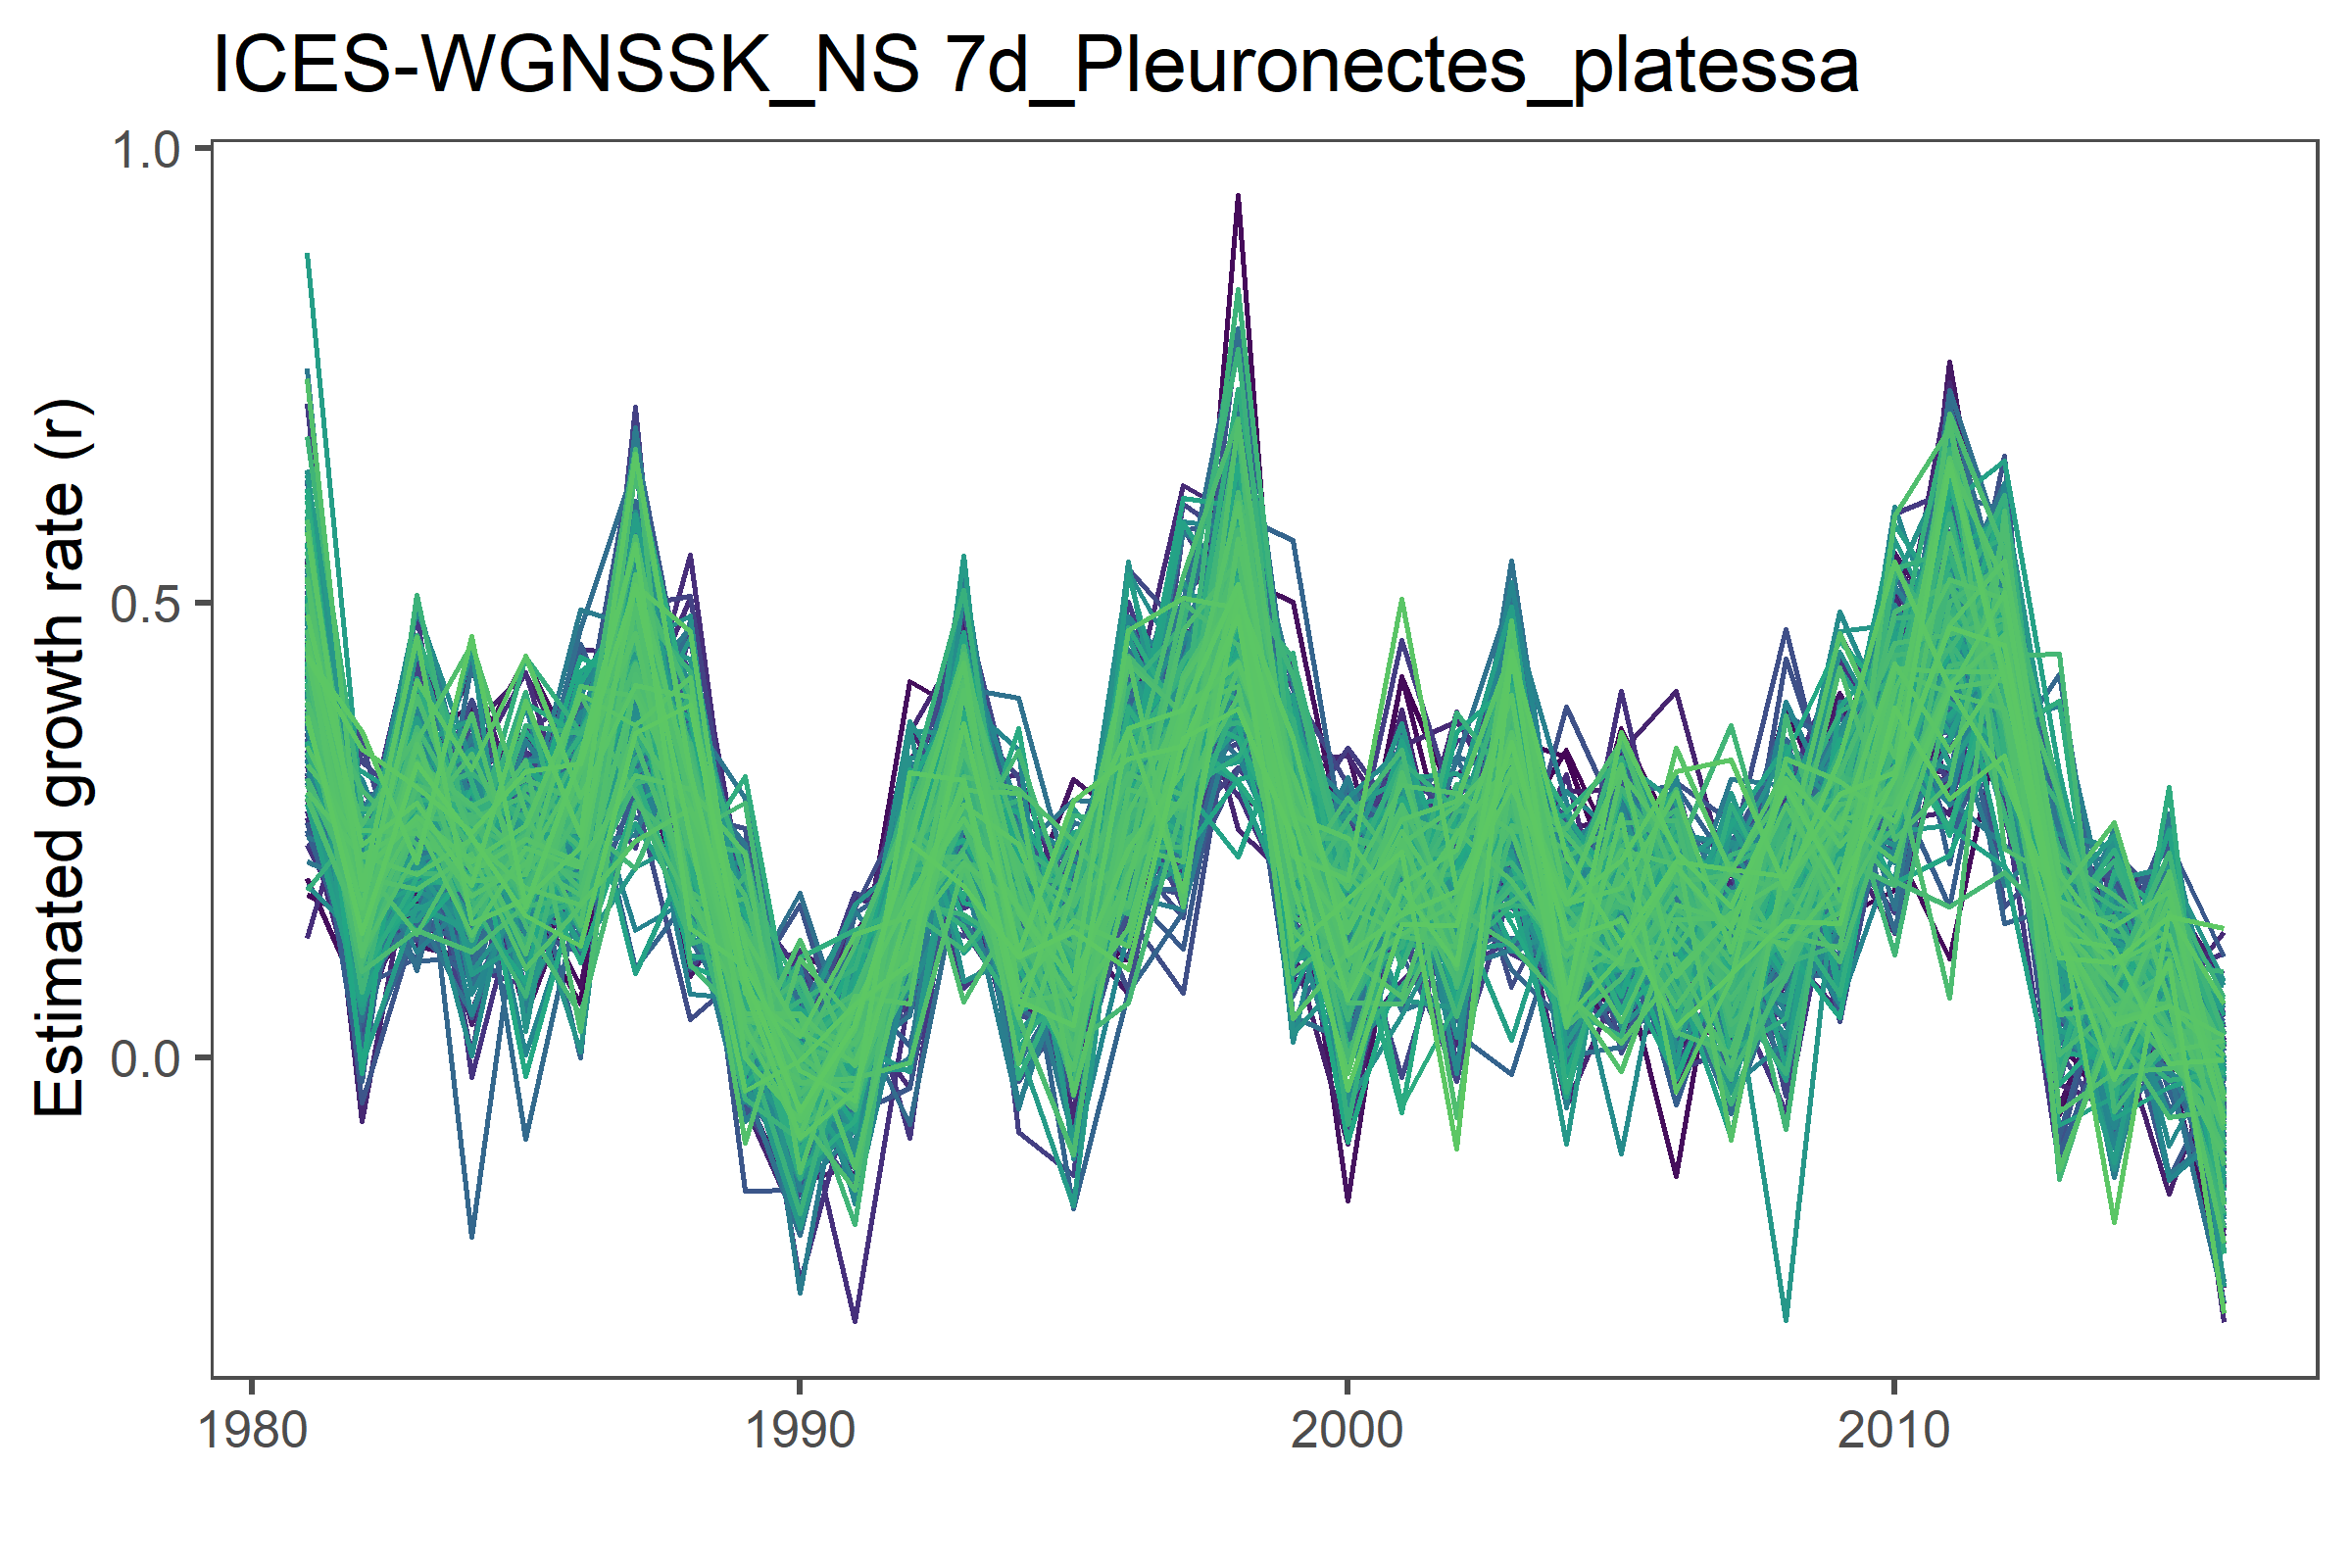 ICES-WGNSSK_NS 7d_Pleuronectes_platessa
1.0
0.5
0.0
Estimated growth rate (r)
1980 1990 2000 2010